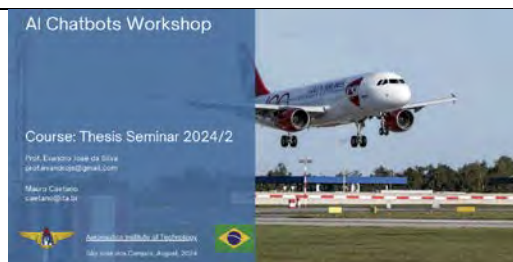 AI Chatbots Workshop
Course: Thesis Seminar 2024/2
Prof. Evandro José da Silva
Mauro Caetano
caetano@ita.br
Aeronautics Institute of Technology
São José dos Campos, August, 2024